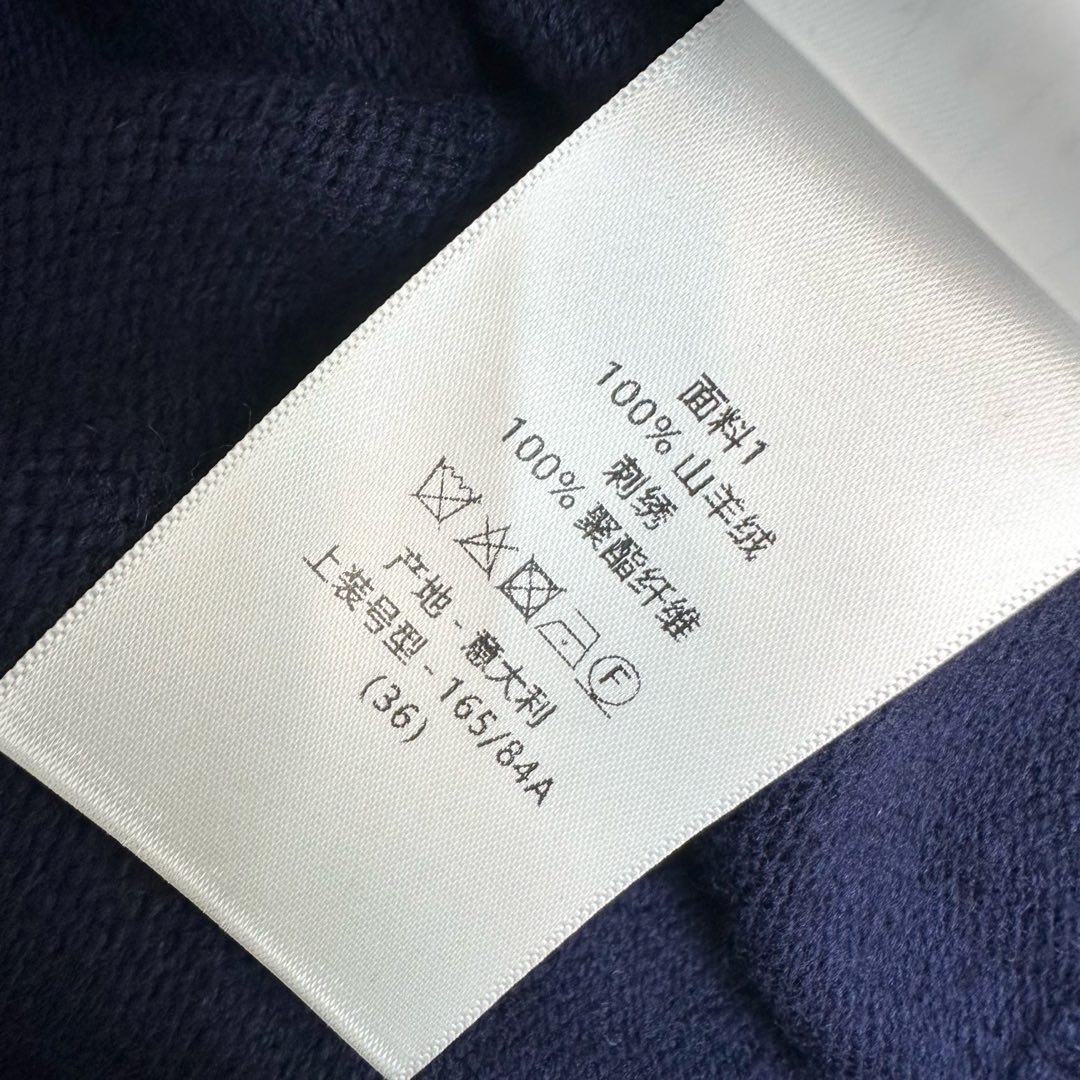 面料1
100% 山羊绒
刺绣
100% 聚酯纤维
F
产地 - 意大利
上装号型 - 165/84A
(36)